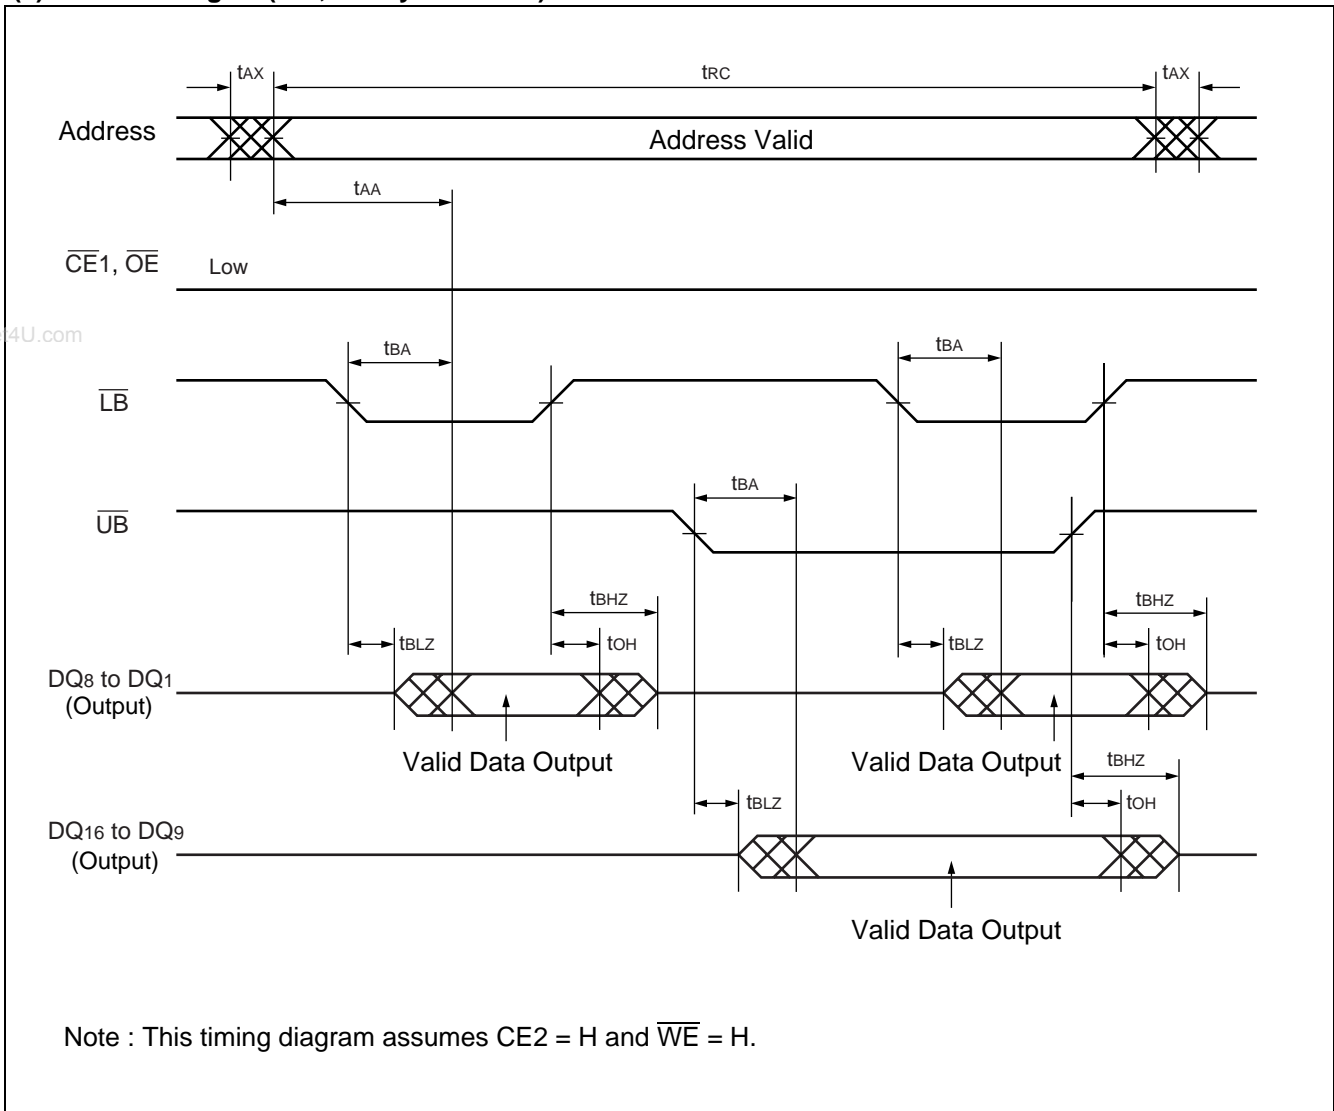 tAX tRC tAX
Address Address Valid
tAA
CE1, OE Low
t4U.com
tBA tBA
LB
tBA
UB
tBHZ tBHZ
tBLZ tOH tBLZ tOH
DQ8 to DQ1
(Output)
Valid Data Output Valid Data Output
tBHZ
tBLZ tOH
DQ16 to DQ9
(Output)
Valid Data Output
Note : This timing diagram assumes CE2 = H and WE = H.